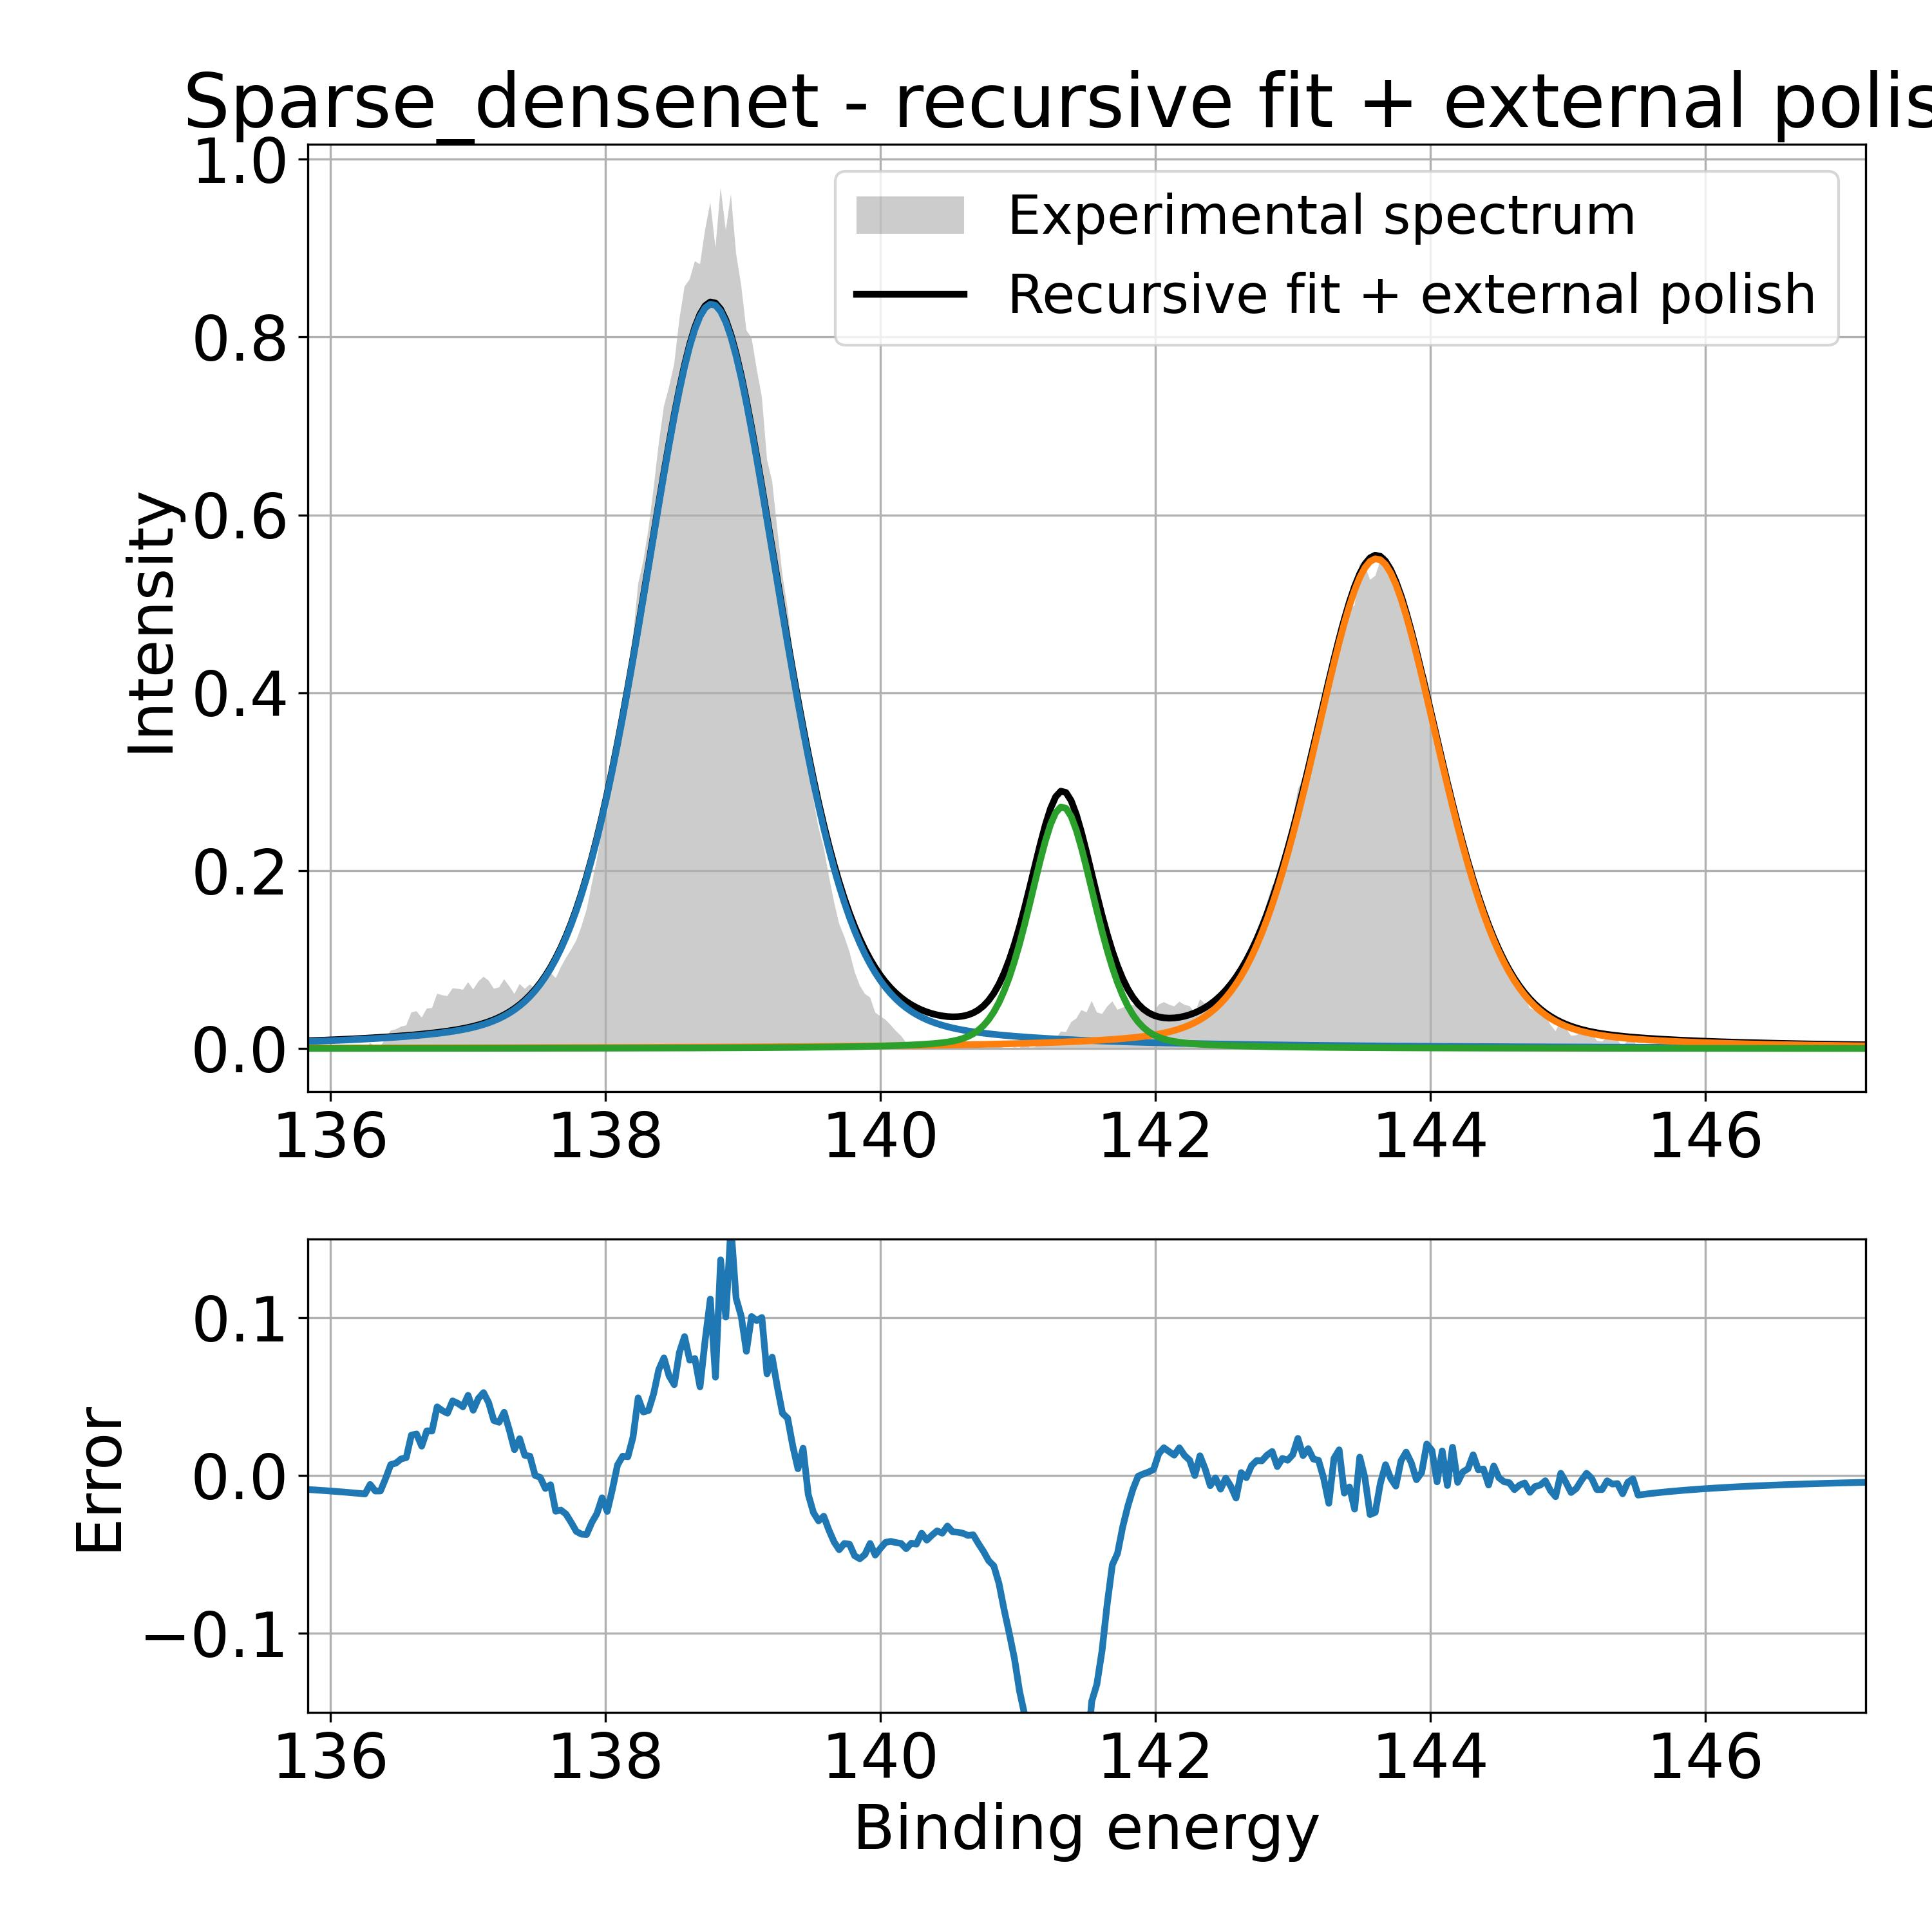 Sparse_densenet - recursive fit + external polis
1.0
Experimental spectrum
Recursive fit + external polish
0.8
0.6
0.4
0.2
0.0
Intensity
136 138 140 142 144 146
0.1
0.0
−0.1
Error
136 138 140 142 144 146
Binding energy